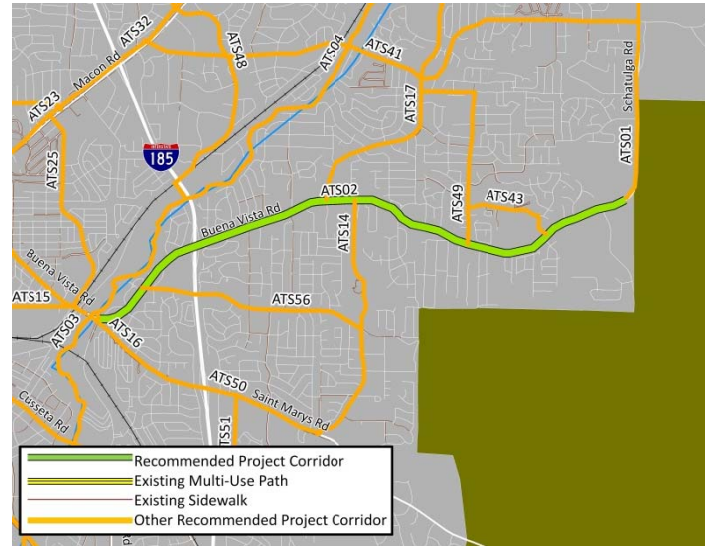 ATS32
Macon Rd
ATS23
ATS48
ATS04
ATS41
ATS17
Schatulga Rd
ATS01
ATS25
INTERSTATE
185
ATS02
ATS43
ATS49
Buena Vista Rd
ATS14
Buena Vista Rd
ATS15
ATS03
ATS16
ATS56
ATS50
Saint Marys Rd
Cusseta Rd
ATS51
Recommended Project Corridor
Existing Multi-Use Path
Existing Sidewalk
Other Recommended Project Corridor